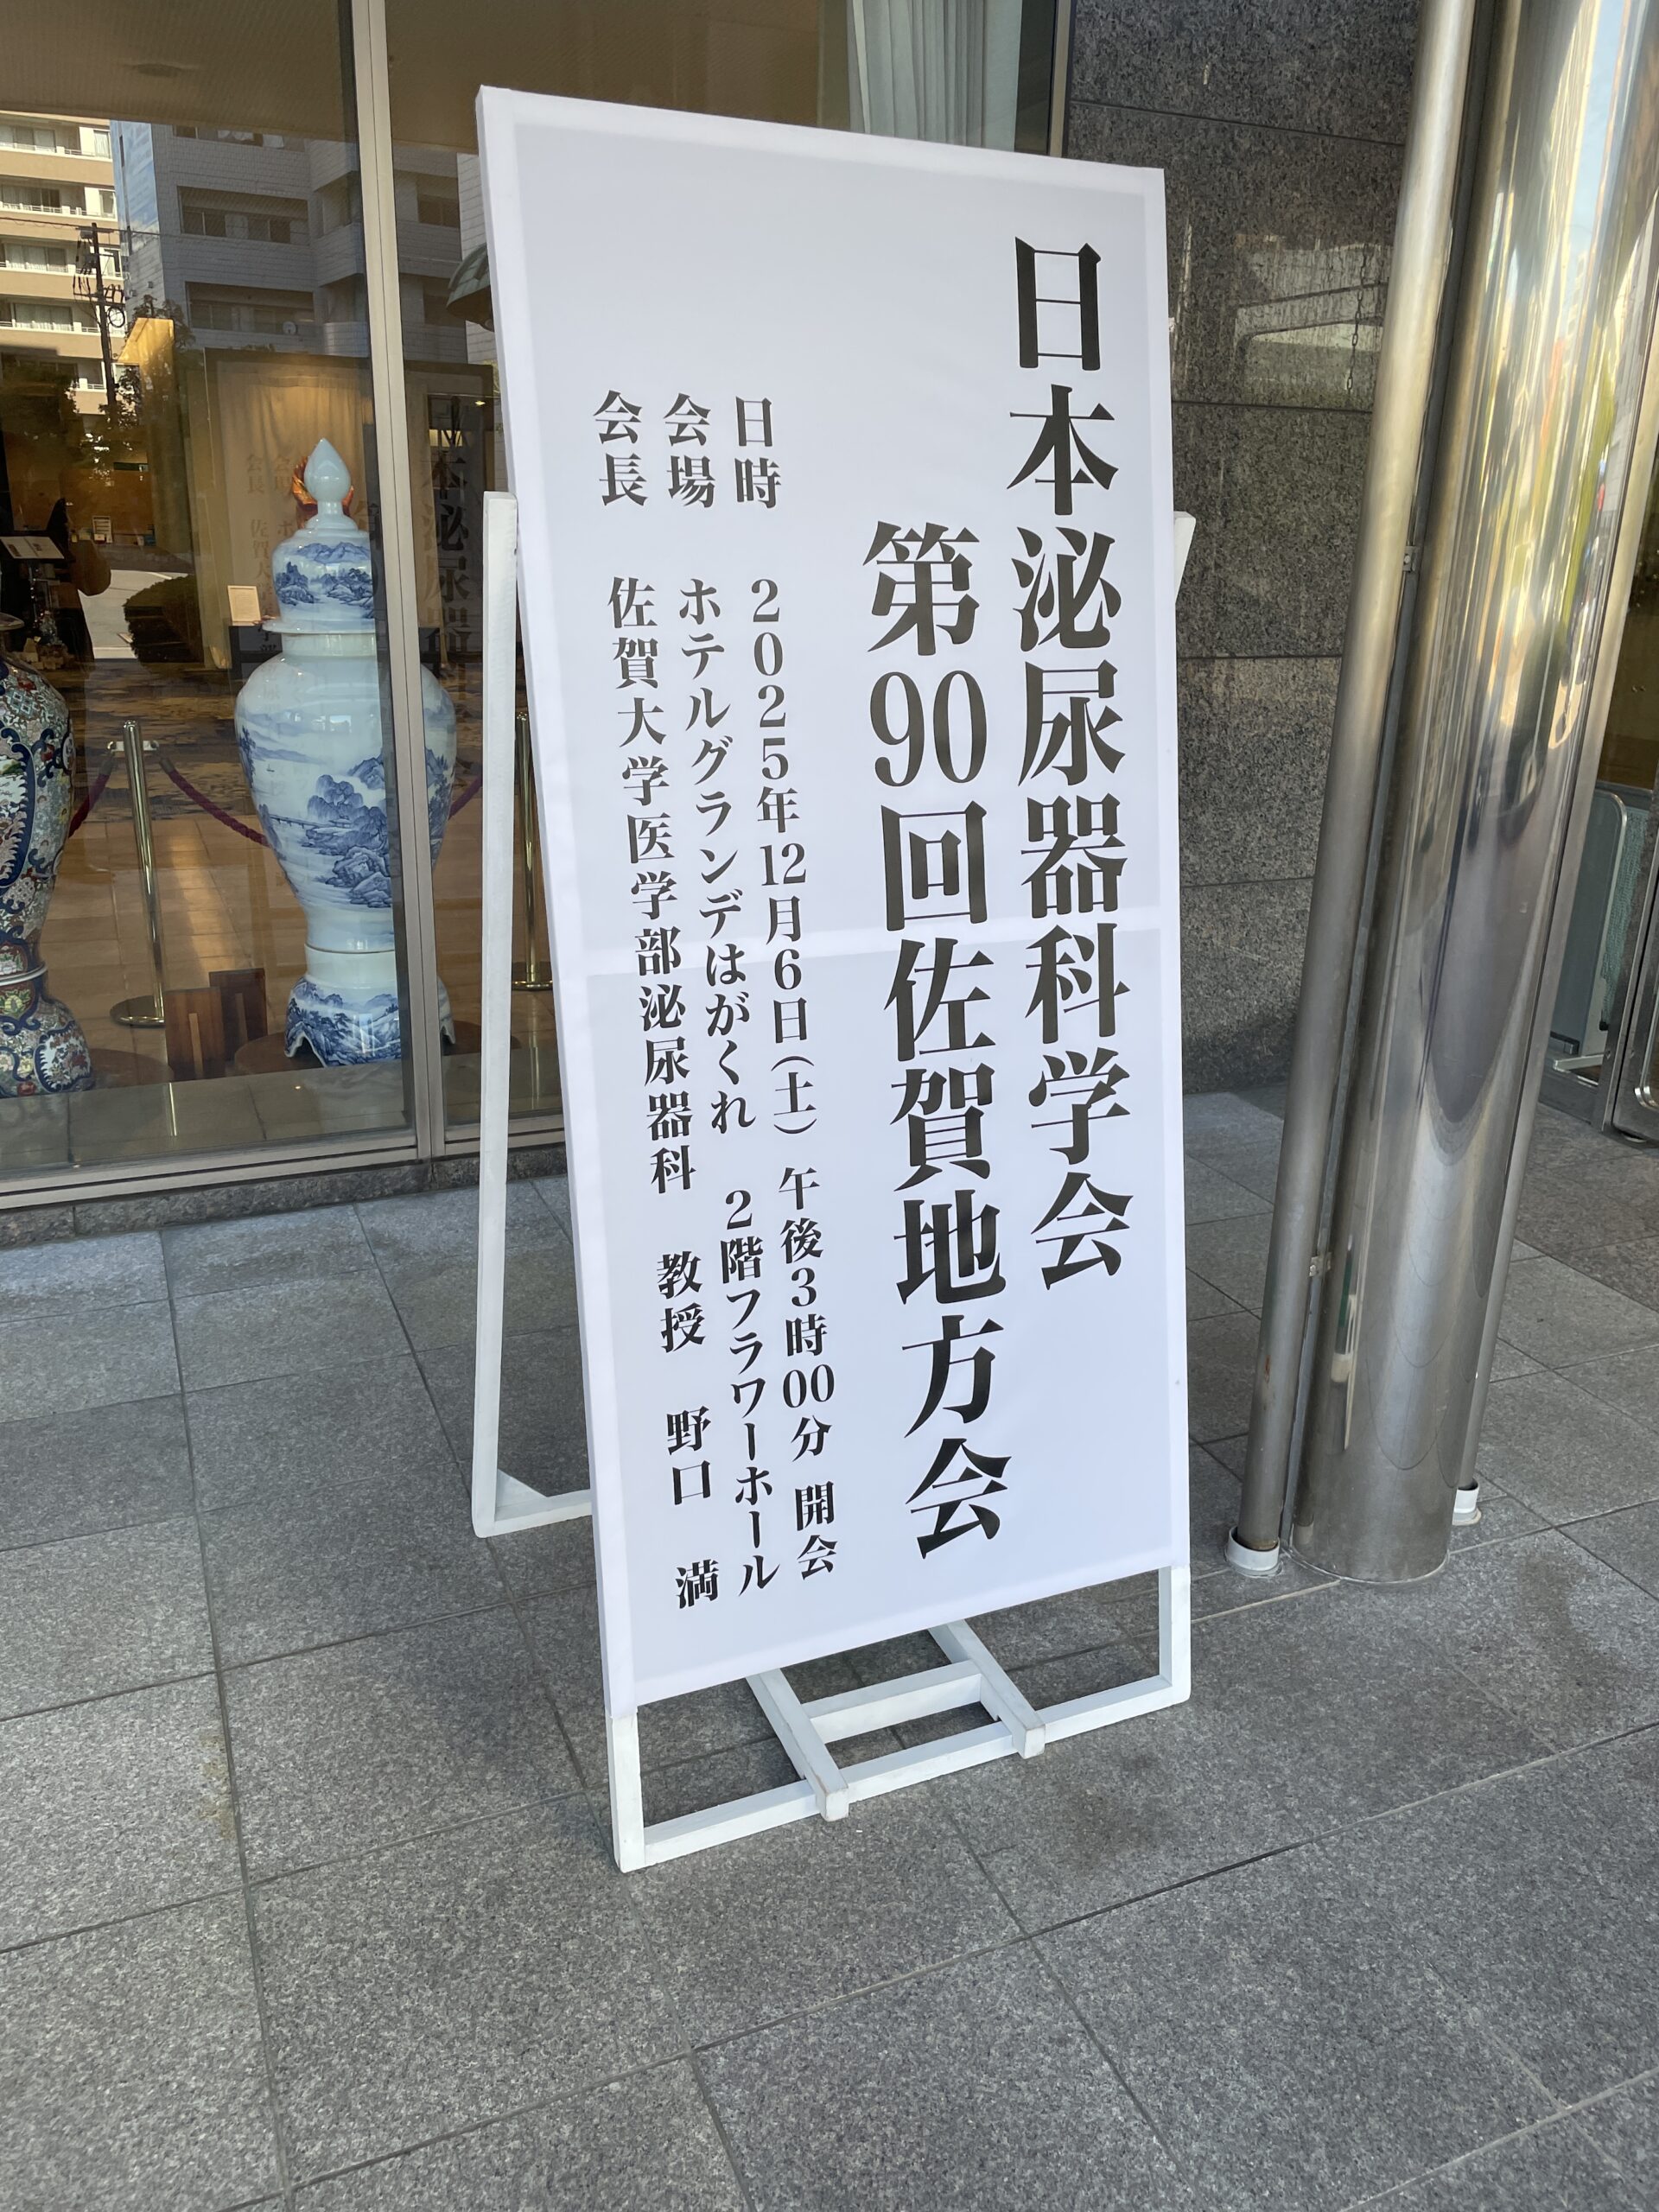 日本泌尿器科学会
第90回佐賀地方会
日時 2025年12月6日(土) 午後3時00分 開会
会場 ホテルグランデはがくれ 2階フラワーホール
会長 佐賀大学医学部泌尿器科 教授 野口 満